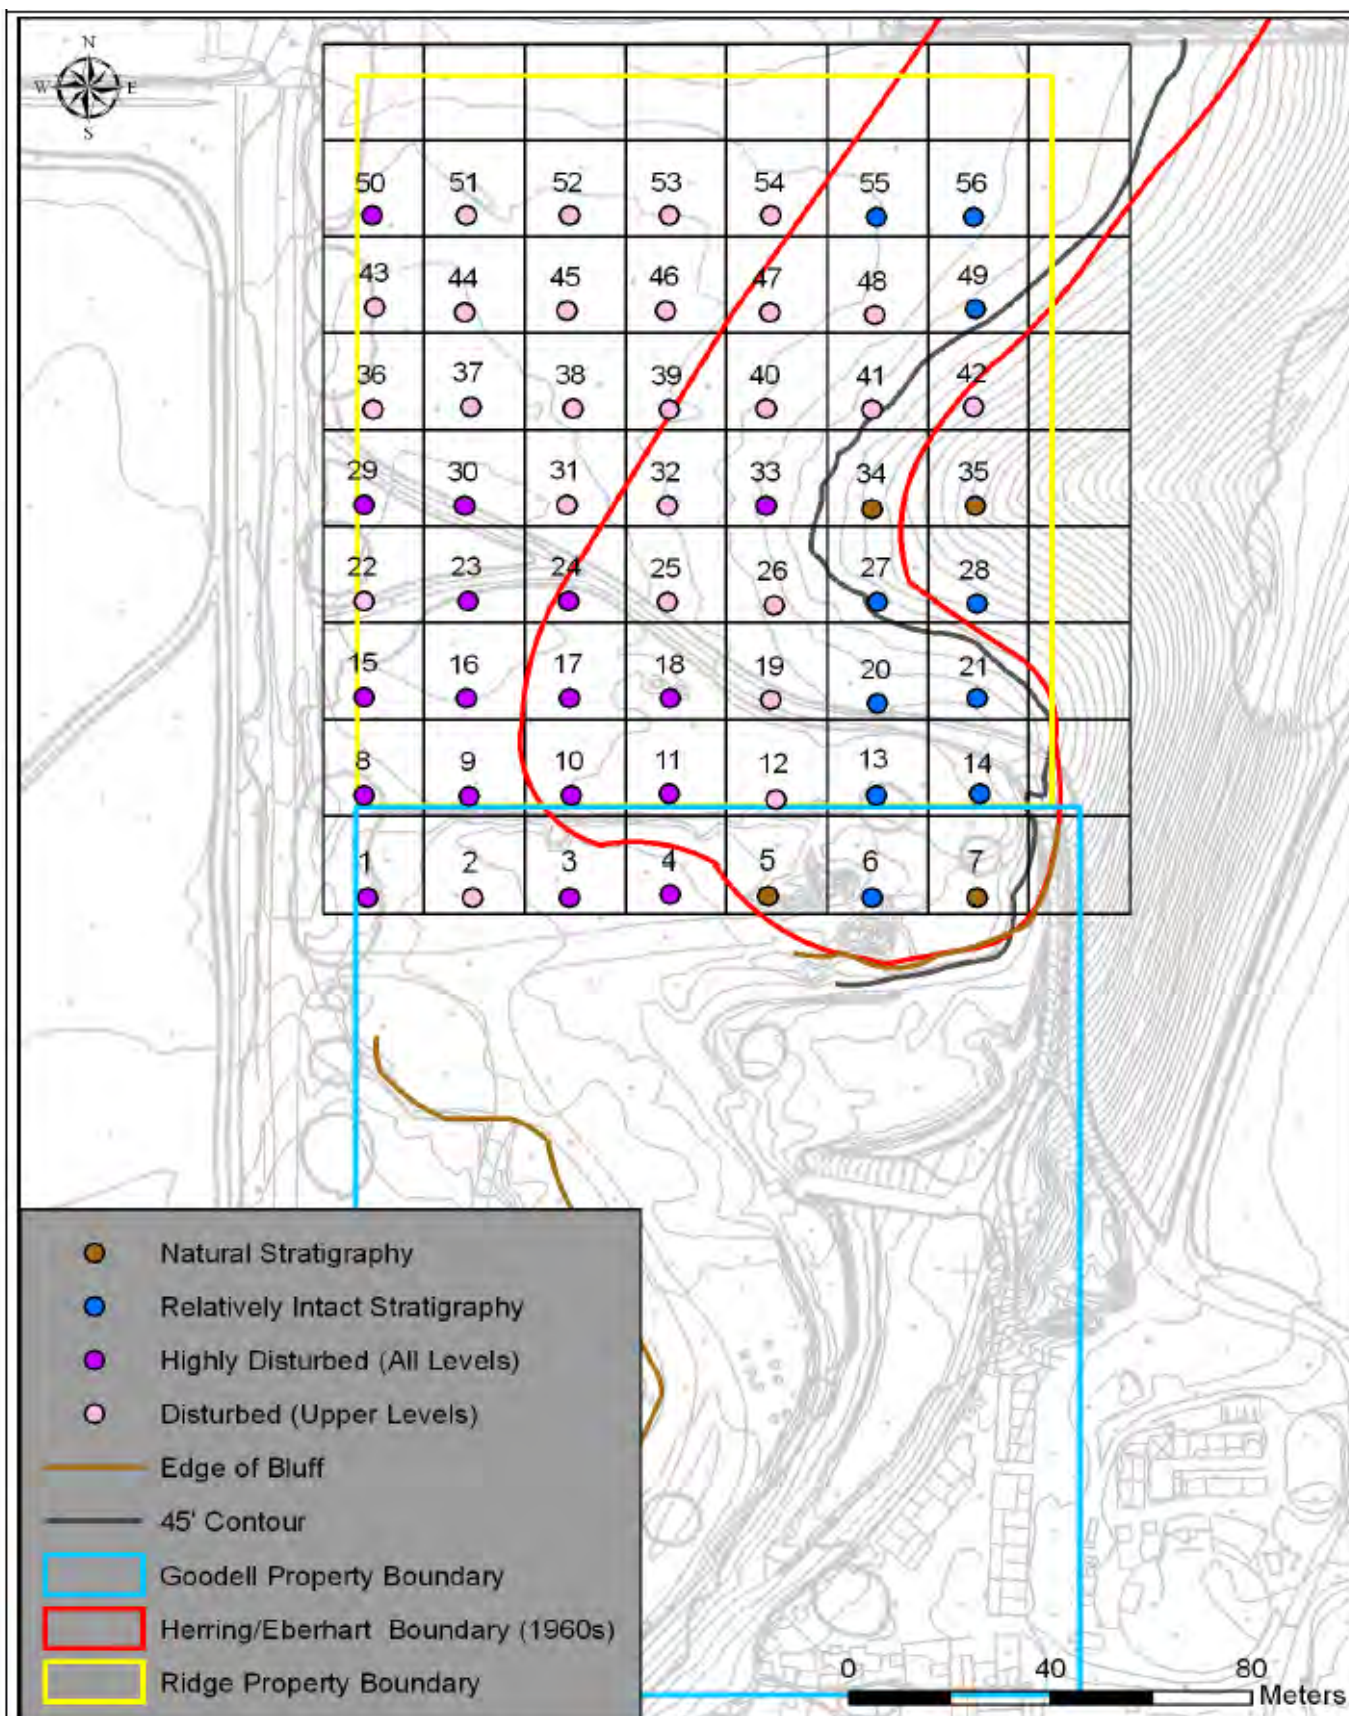 N
W E
S
50 51 52 53 54 55 56
43 44 45 46 47 48 49
36 37 38 39 40 41 42
29 30 31 32 33 34 35
22 23 24 25 26 27 28
15 16 17 18 19 20 21
8 9 10 11 12 13 14
1 2 3 4 5 6 7
Natural Stratigraphy
Relatively Intact Stratigraphy
Highly Disturbed (All Levels)
Disturbed (Upper Levels)
Edge of Bluff
45' Contour
Goodell Property Boundary
Herring/Eberhart Boundary (1960s)
Ridge Property Boundary
0 40 80
Meters